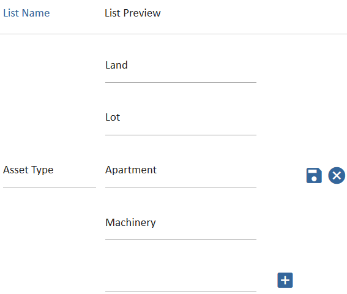 List Name List Preview
Land
Lot
Asset Type Apartment
Machinery